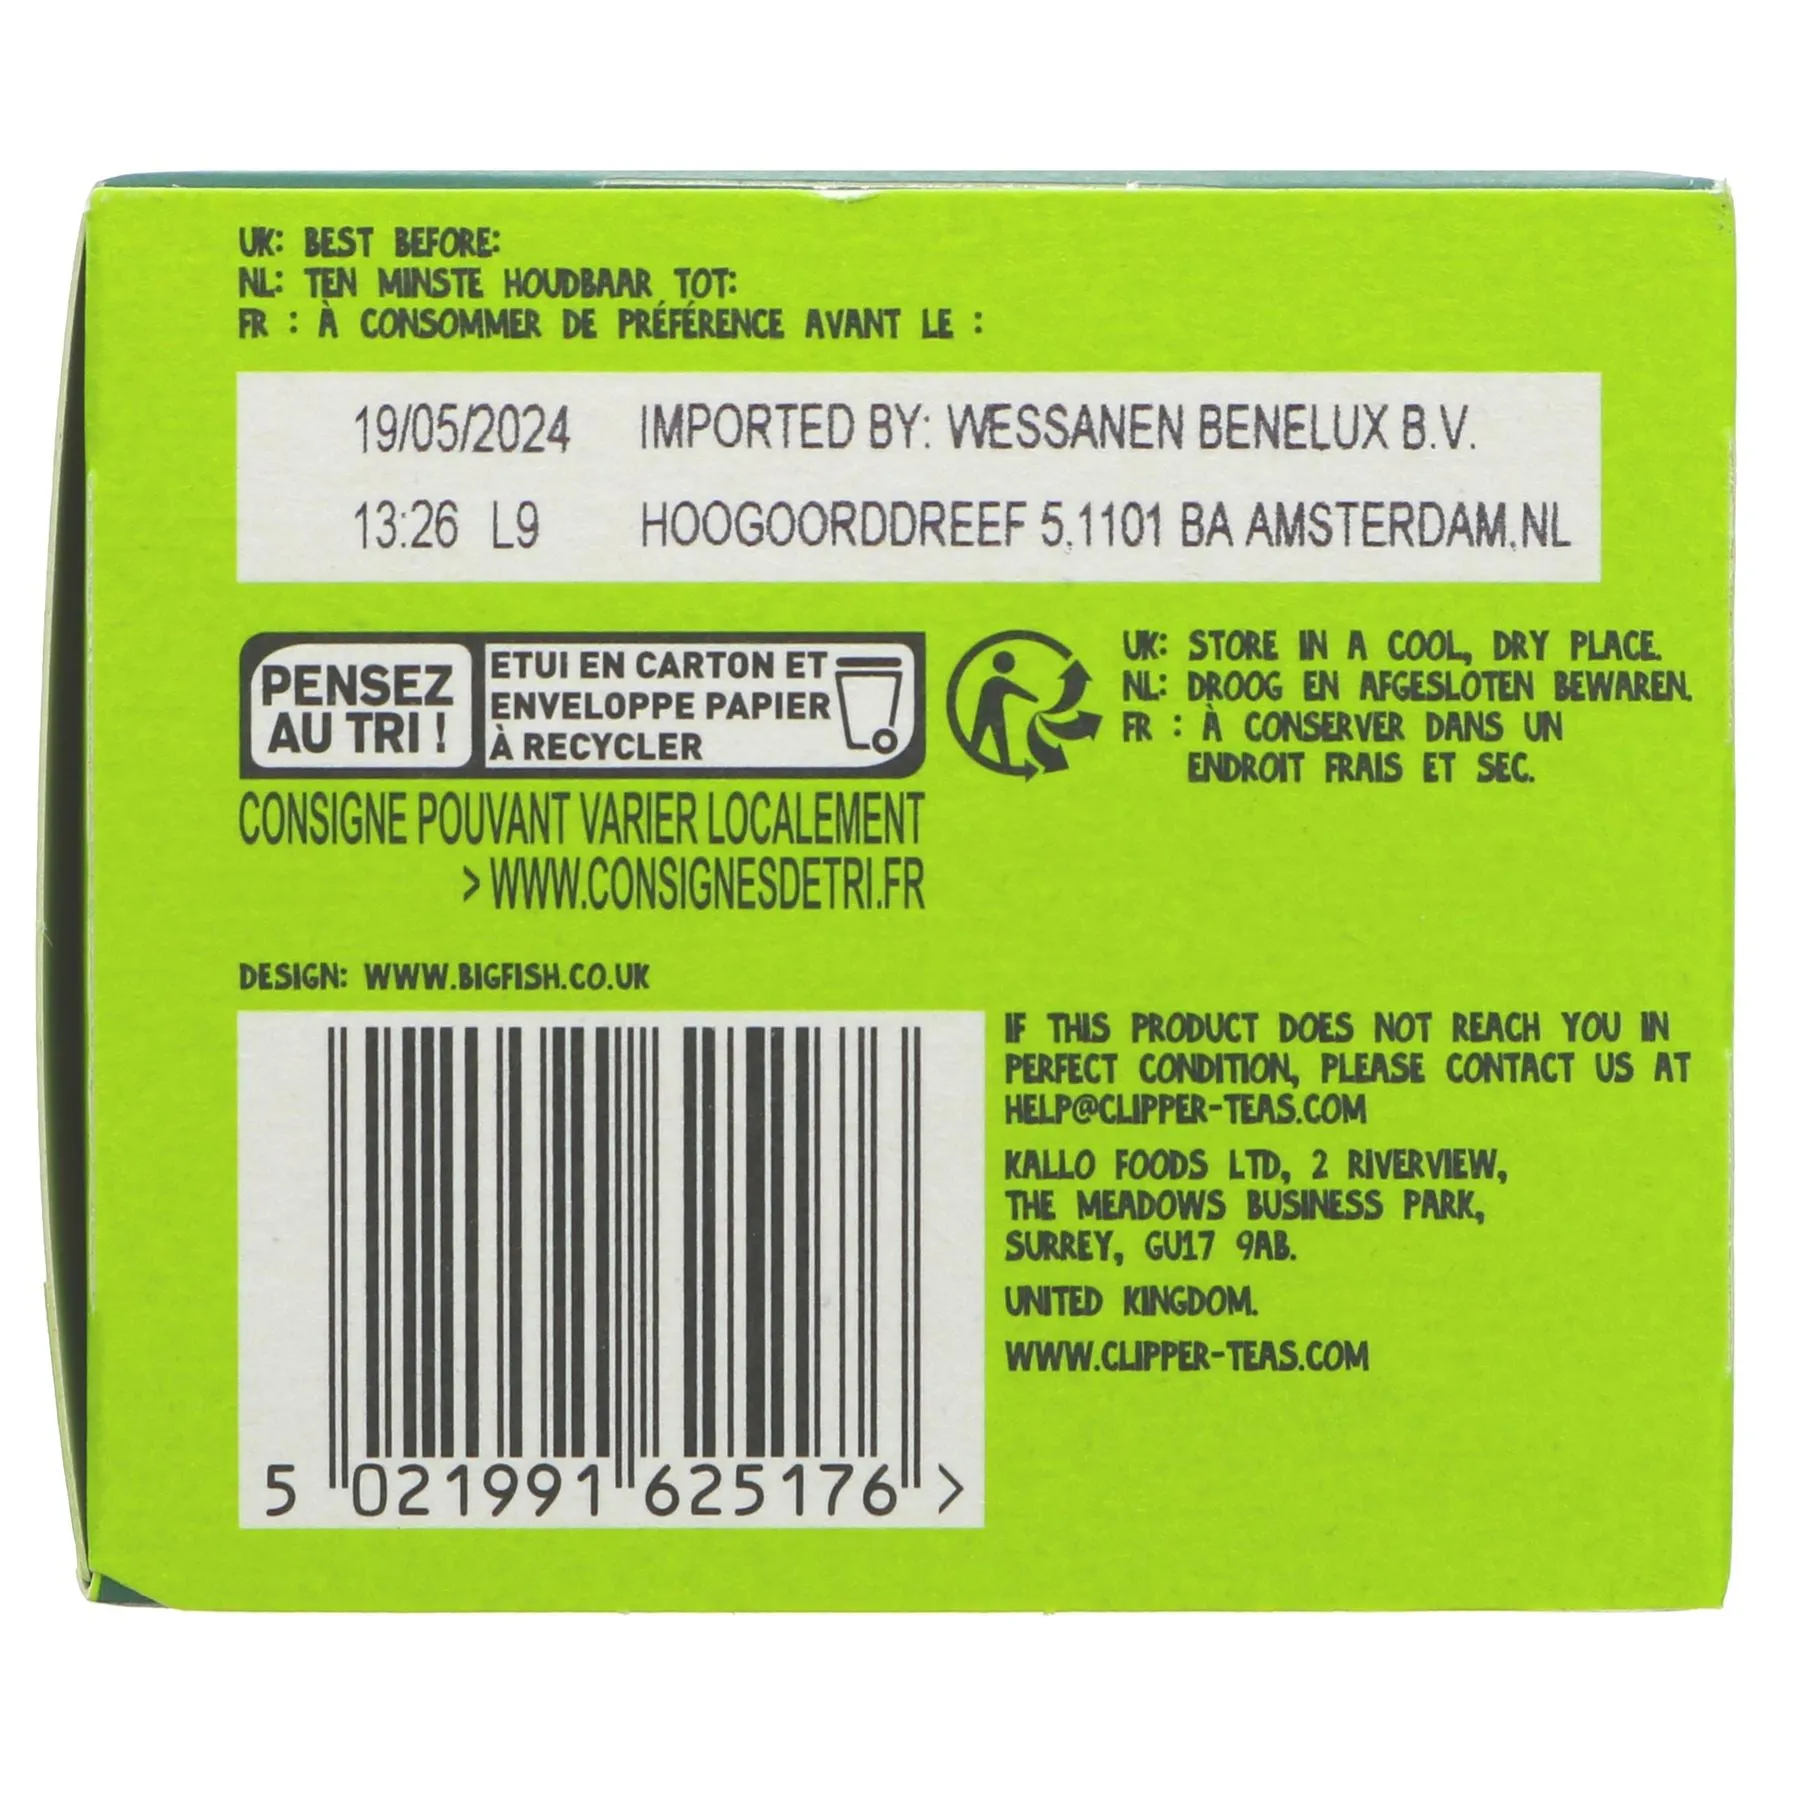 UK: BEST BEFORE:
NL: TEN MINSTE HOUDBAAR TOT:
FR : À CONSOMMER DE PRÉFÉRENCE AVANT LE :
19/05/2024 IMPORTED BY: WESSANEN BENELUX B.V.
13:26 L9 HOOGOORDDREEF 5,1101 BA AMSTERDAM,NL
PENSEZ
AU TRI !
ETUI EN CARTON ET
ENVELOPPE PAPIER
À RECYCLER
CONSIGNE POUVANT VARIER LOCALEMENT
> WWW.CONSIGNESDETRI.FR
UK: STORE IN A COOL, DRY PLACE.
NL: DROOG EN AFGESLOTEN BEWAREN.
FR : À CONSERVER DANS UN
ENDROIT FRAIS ET SEC.
DESIGN: WWW.BIGFISH.CO.UK
5 021991 625176 >
IF THIS PRODUCT DOES NOT REACH YOU IN
PERFECT CONDITION, PLEASE CONTACT US AT
HELP@CLIPPER-TEAS.COM
KALLO FOODS LTD, 2 RIVERVIEW,
THE MEADOWS BUSINESS PARK,
SURREY, GU17 9AB.
UNITED KINGDOM.
WWW.CLIPPER-TEAS.COM